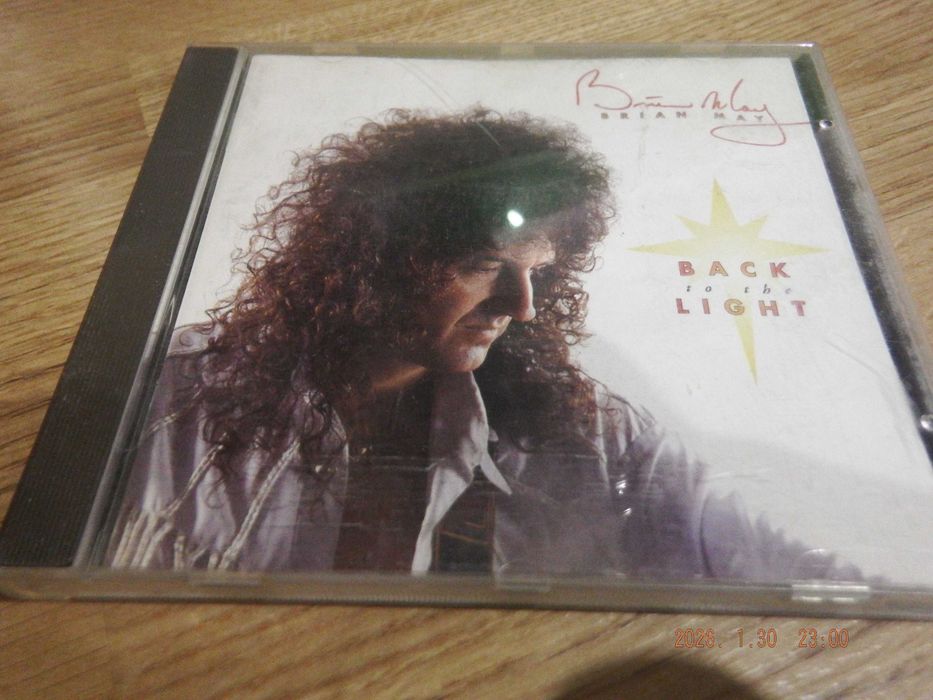 Brian May
BRIAN MAY
BACK
to the
LIGHT
2026. 1.30 23:00